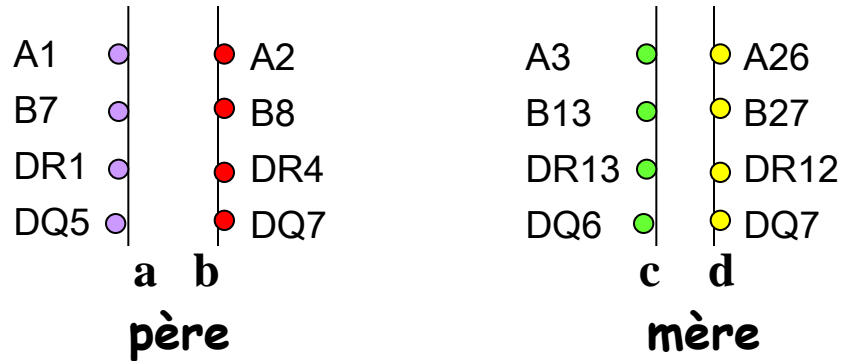 A1 A2 A3 A26
B7 B8 B13 B27
DR1 DR4 DR13 DR12
DQ5 DQ7 DQ6 DQ7
a b c d
père mère